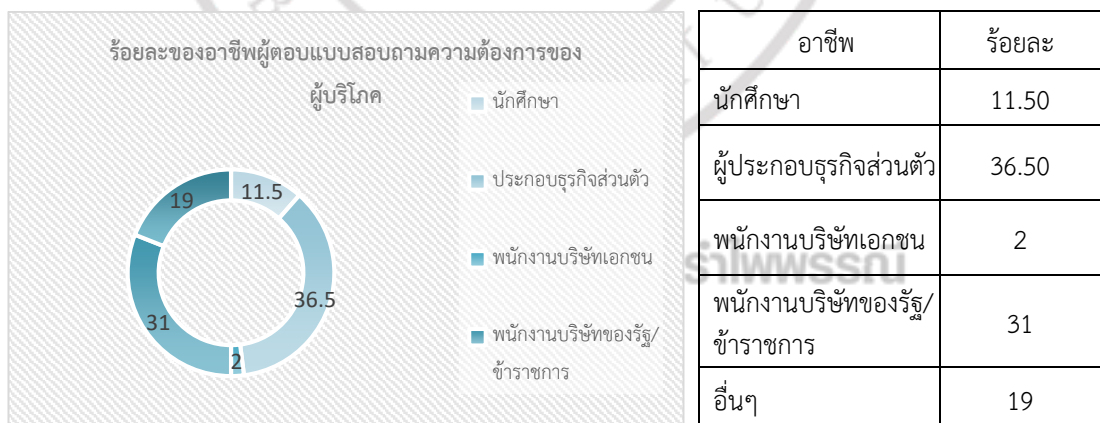 ร้อยละของอาชีพผู้ตอบแบบสอบถามความต้องการของ
ผู้บริโภค
นักศึกษา
ประกอบธุรกิจส่วนตัว
พนักงานบริษัทเอกชน
พนักงานบริษัทของรัฐ/
ข้าราชการ
11.5
36.5
2
31
19
อาชีพ ร้อยละ
นักศึกษา 11.50
ผู้ประกอบธุรกิจส่วนตัว 36.50
พนักงานบริษัทเอกชน 2
พนักงานบริษัทของรัฐ/
ข้าราชการ 31
อื่นๆ 19
รำไพพรรณี